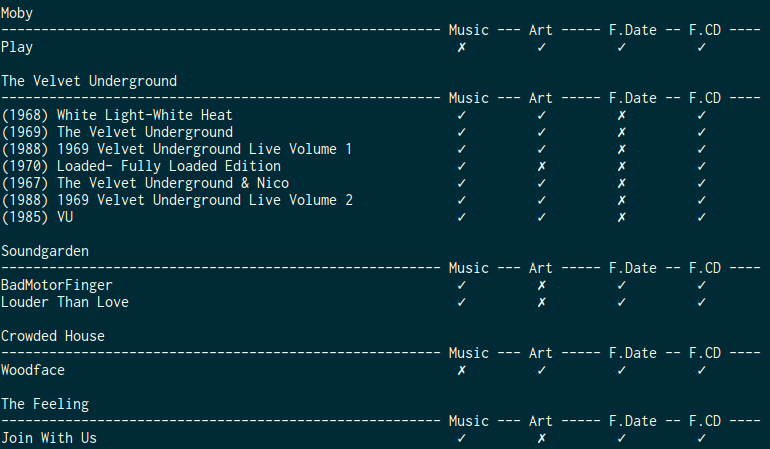 Moby
------------------------------------------------------- Music --- Art ----- F.Date -- F.CD ----
Play ✗ ✓ ✓ ✓
The Velvet Underground
------------------------------------------------------- Music --- Art ----- F.Date -- F.CD ----
(1968) White Light-White Heat ✓ ✓ ✗ ✓
(1969) The Velvet Underground ✓ ✓ ✗ ✓
(1988) 1969 Velvet Underground Live Volume 1 ✓ ✓ ✗ ✓
(1970) Loaded- Fully Loaded Edition ✓ ✗ ✗ ✓
(1967) The Velvet Underground & Nico ✓ ✓ ✗ ✓
(1988) 1969 Velvet Underground Live Volume 2 ✓ ✓ ✗ ✓
(1985) VU ✓ ✓ ✗ ✓
Soundgarden
------------------------------------------------------- Music --- Art ----- F.Date -- F.CD ----
BadMotorFinger ✓ ✗ ✓ ✓
Louder Than Love ✓ ✗ ✓ ✓
Crowded House
------------------------------------------------------- Music --- Art ----- F.Date -- F.CD ----
Woodface ✗ ✓ ✓ ✓
The Feeling
------------------------------------------------------- Music --- Art ----- F.Date -- F.CD ----
Join With Us ✓ ✗ ✓ ✓